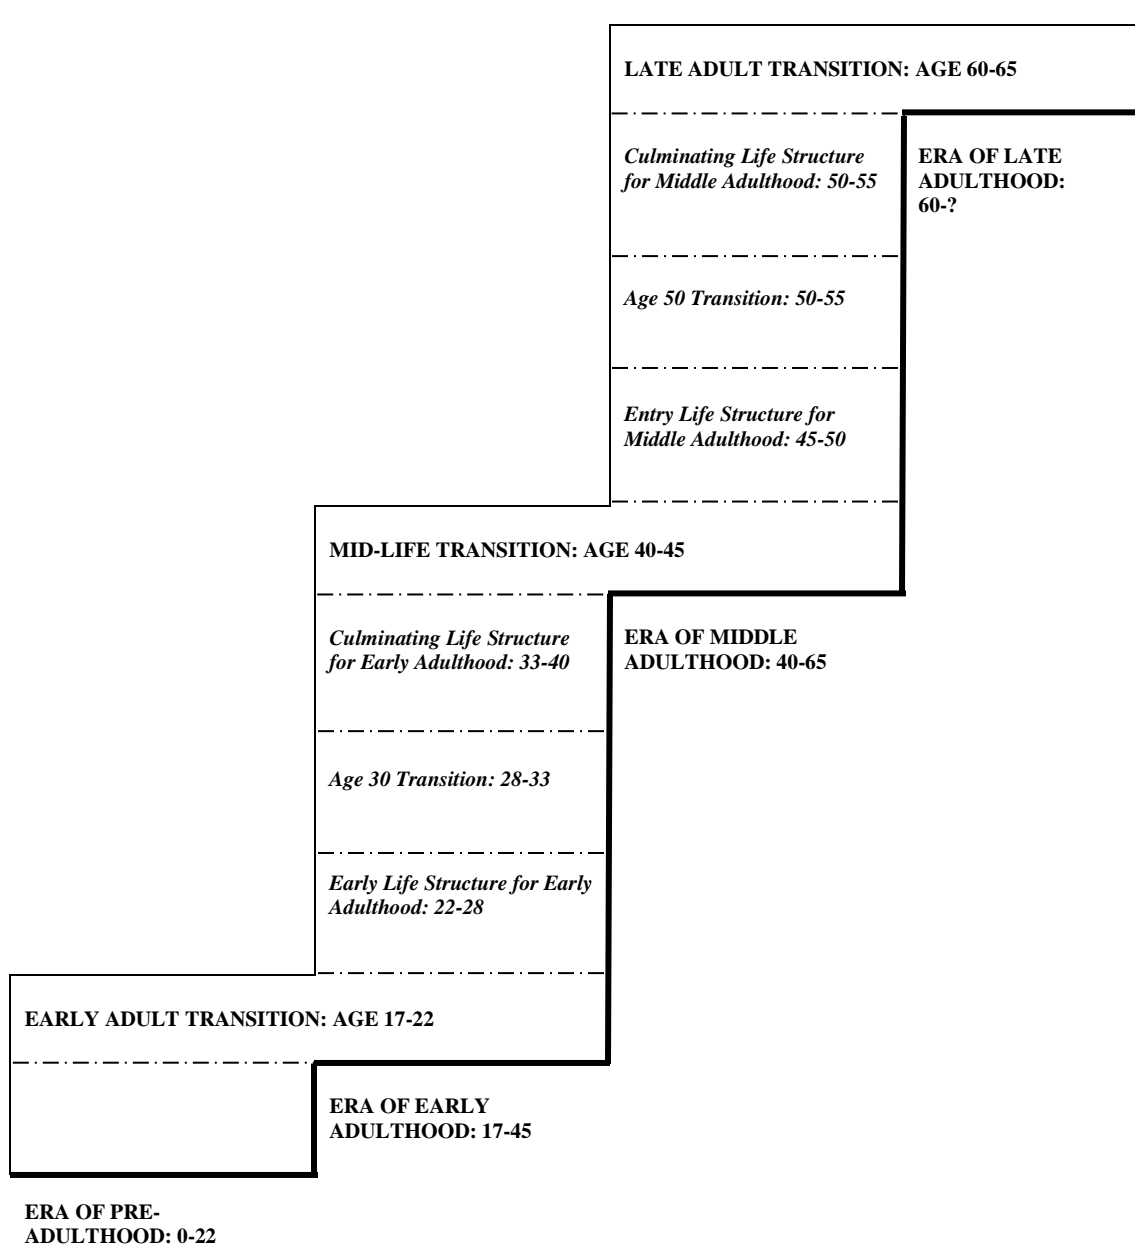 LATE ADULT TRANSITION: AGE 60-65
Culminating Life Structure
for Middle Adulthood: 50-55
ERA OF LATE
ADULTHOOD:
60-?
Age 50 Transition: 50-55
Entry Life Structure for
Middle Adulthood: 45-50
MID-LIFE TRANSITION: AGE 40-45
Culminating Life Structure
for Early Adulthood: 33-40
ERA OF MIDDLE
ADULTHOOD: 40-65
Age 30 Transition: 28-33
Early Life Structure for Early
Adulthood: 22-28
EARLY ADULT TRANSITION: AGE 17-22
ERA OF EARLY
ADULTHOOD: 17-45
ERA OF PRE-
ADULTHOOD: 0-22